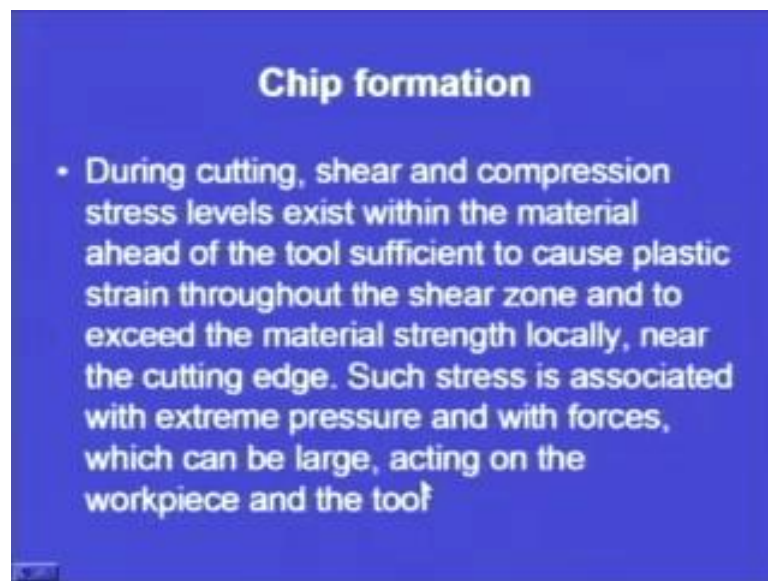 Chip formation
• During cutting, shear and compression
stress levels exist within the material
ahead of the tool sufficient to cause plastic
strain throughout the shear zone and to
exceed the material strength locally, near
the cutting edge. Such stress is associated
with extreme pressure and with forces,
which can be large, acting on the
workpiece and the tool